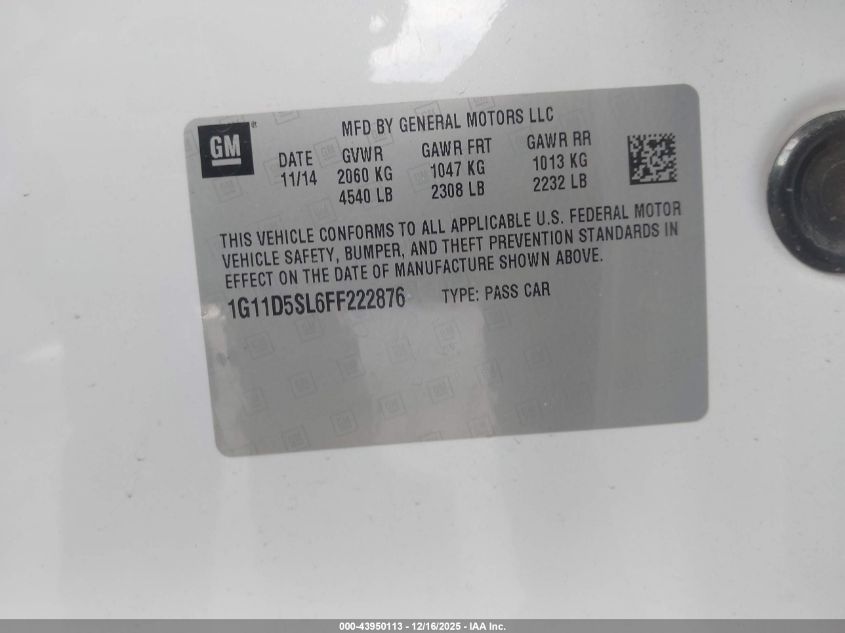 GM
MFD BY GENERAL MOTORS LLC
DATE GVWR GAWR FRT GAWR RR
11/14 2060 KG 1047 KG 1013 KG
4540 LB 2308 LB 2232 LB
THIS VEHICLE CONFORMS TO ALL APPLICABLE U.S. FEDERAL MOTOR
VEHICLE SAFETY, BUMPER, AND THEFT PREVENTION STANDARDS IN
EFFECT ON THE DATE OF MANUFACTURE SHOWN ABOVE.
1G11D5SL6FF222876 TYPE: PASS CAR
000-43950113 - 12/16/2025 - IAA Inc.